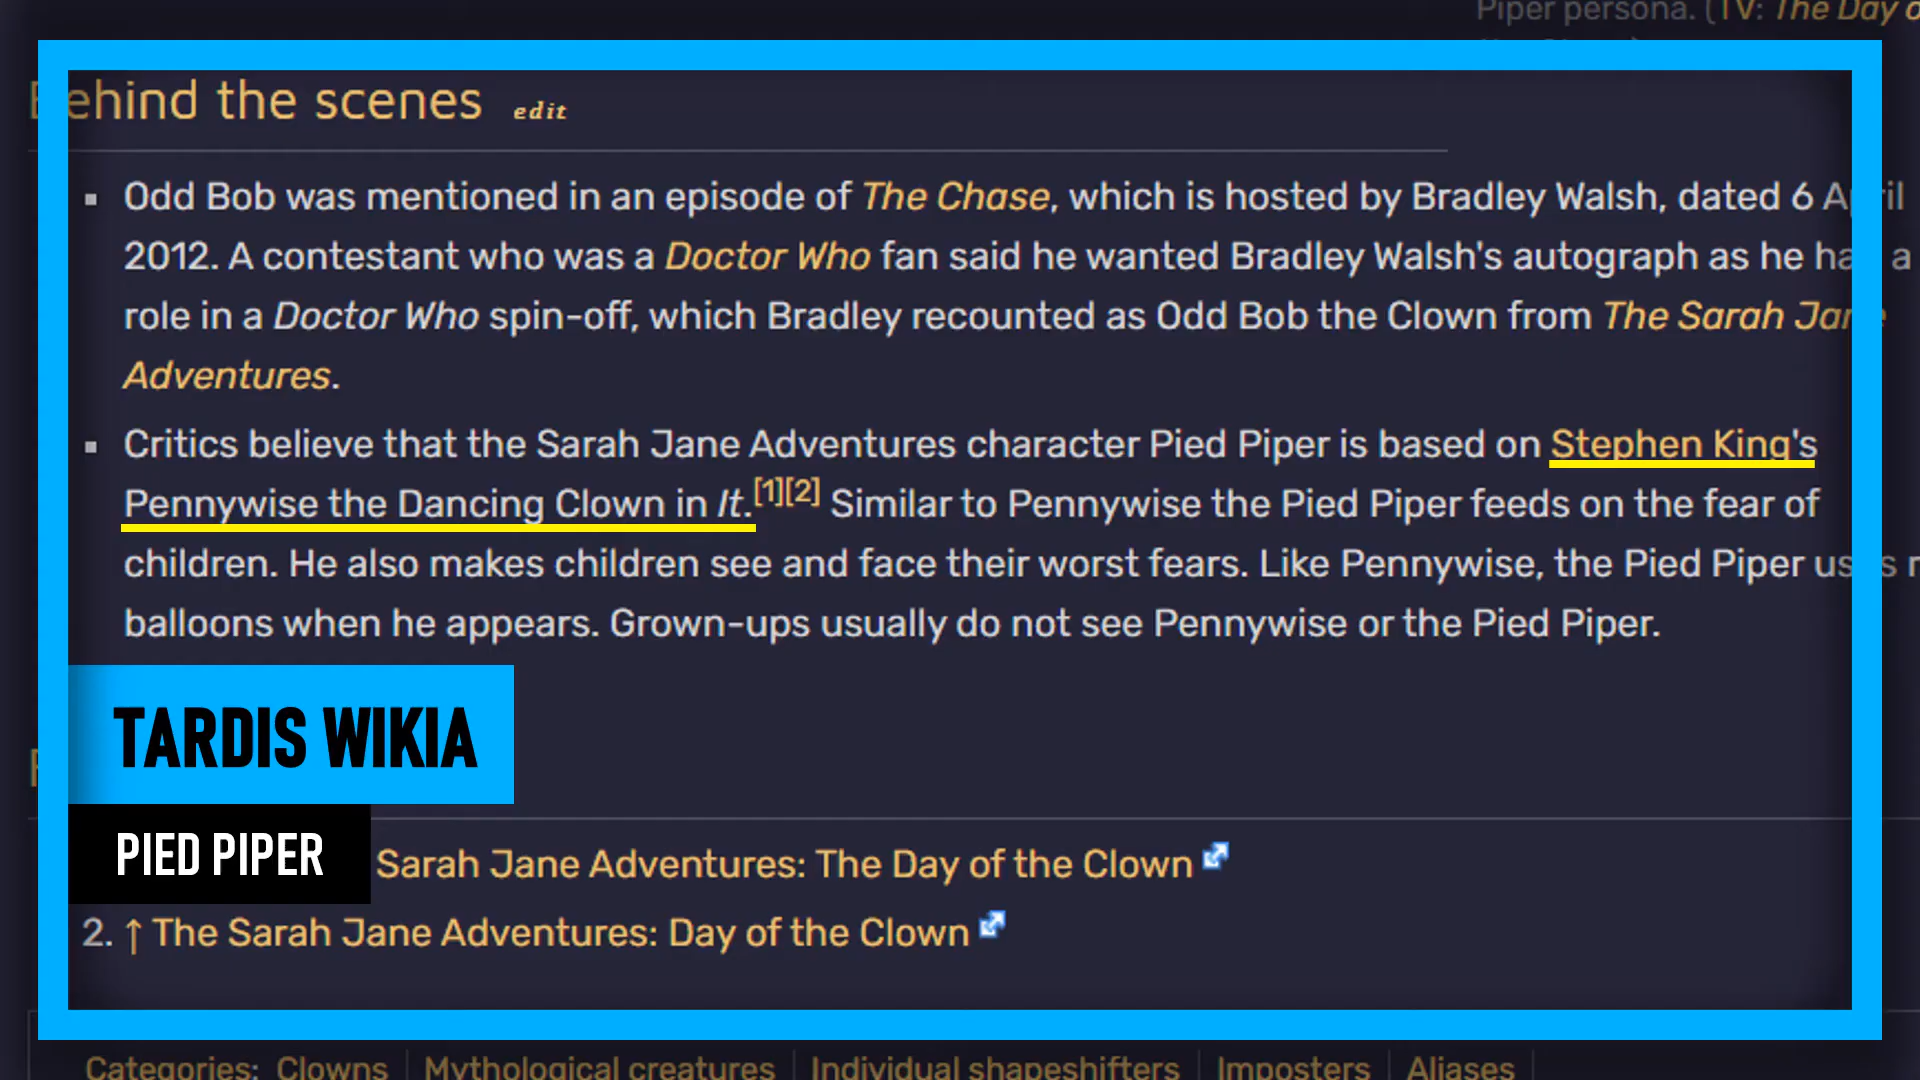 Piper persona. (TV: The Day o
ehind the scenes edit
▪ Odd Bob was mentioned in an episode of The Chase, which is hosted by Bradley Walsh, dated 6 April
2012. A contestant who was a Doctor Who fan said he wanted Bradley Walsh's autograph as he ha a
role in a Doctor Who spin-off, which Bradley recounted as Odd Bob the Clown from The Sarah Jane
Adventures.
▪ Critics believe that the Sarah Jane Adventures character Pied Piper is based on Stephen King's
Pennywise the Dancing Clown in It.[1][2] Similar to Pennywise the Pied Piper feeds on the fear of
children. He also makes children see and face their worst fears. Like Pennywise, the Pied Piper uses r
balloons when he appears. Grown-ups usually do not see Pennywise or the Pied Piper.
TARDIS WIKIA
PIED PIPER
Sarah Jane Adventures: The Day of the Clown
2. ↑ The Sarah Jane Adventures: Day of the Clown
Categories: Clowns | Mythological creatures | Individual shapeshifters | Imposters | Aliases